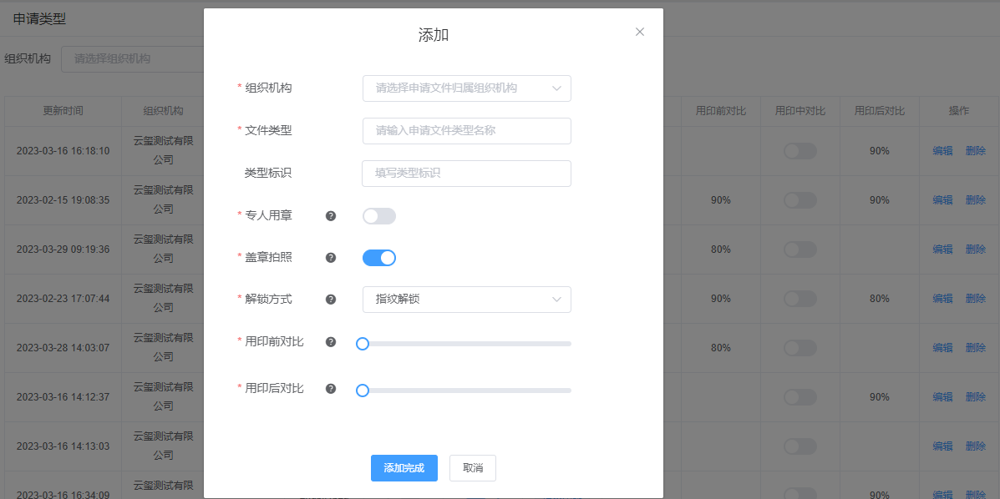 申请类型
组织机构 请选择组织机构
更新时间 组织机构 用印前对比 用印中对比 用印后对比 操作
2023-03-16 16:18:10 云玺测试有限公司 90% 编辑 删除
2023-02-15 19:08:35 云玺测试有限公司 90% 90% 编辑 删除
2023-03-29 09:19:36 云玺测试有限公司 80% 编辑 删除
2023-02-23 17:07:44 云玺测试有限公司 90% 80% 编辑 删除
2023-03-28 14:03:07 云玺测试有限公司 80% 编辑 删除
2023-03-16 14:12:37 云玺测试有限公司 90% 编辑 删除
2023-03-16 14:13:03 云玺测试有限公司 编辑 删除
2023-03-16 16:34:09 云玺测试有限 90% 编辑 删除
添加
* 组织机构 请选择申请文件归属组织机构
* 文件类型 请输入申请文件类型名称
类型标识 填写类型标识
* 专人用章 ?
* 盖章拍照 ?
* 解锁方式 ? 指纹解锁
* 用印前对比 ?
* 用印后对比 ?
添加完成 取消